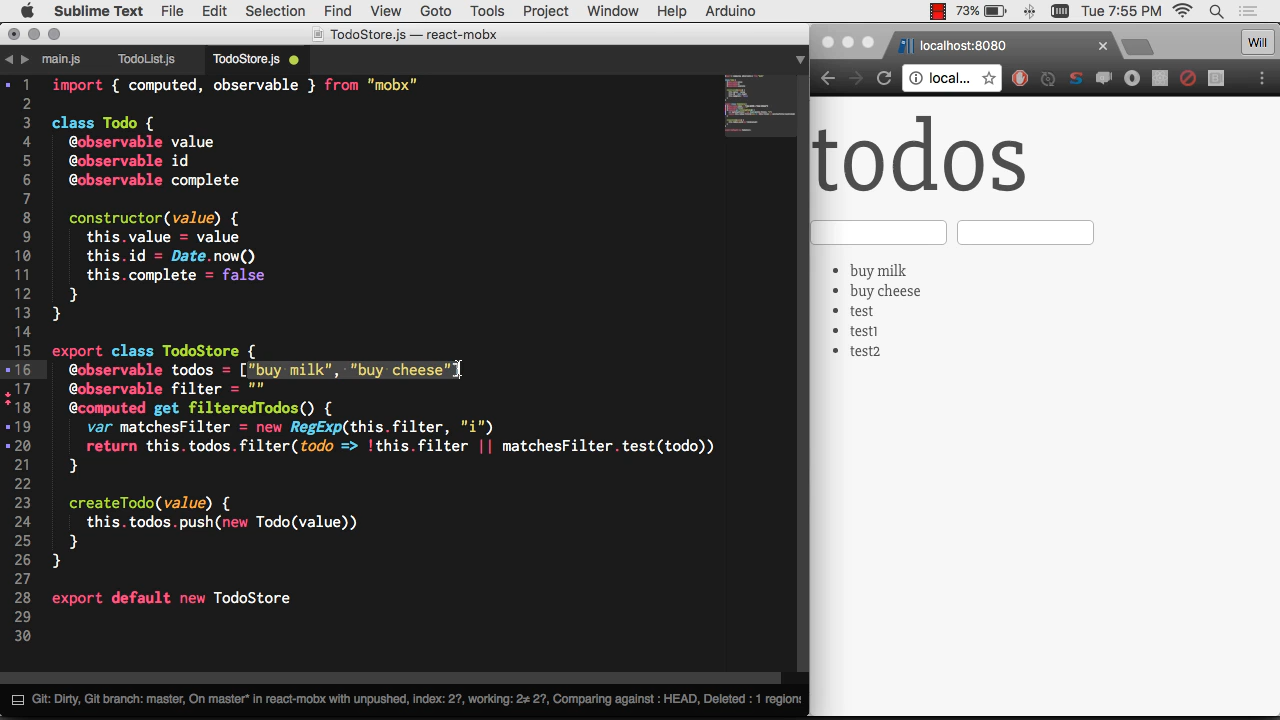 Sublime Text File Edit Selection Find View Goto Tools Project Window Help Arduino 73% Tue 7:55 PM
TodoStore.js — react-mobx
main.js TodoList.js TodoStore.js
1 import { computed, observable } from "mobx"
2
3 class Todo {
4 @observable value
5 @observable id
6 @observable complete
7
8 constructor(value) {
9 this.value = value
10 this.id = Date.now()
11 this.complete = false
12 }
13 }
14
15 export class TodoStore {
16 @observable todos = ["buy milk", "buy cheese"]
17 @observable filter = ""
18 @computed get filteredTodos() {
19 var matchesFilter = new RegExp(this.filter, "i")
20 return this.todos.filter(todo => !this.filter || matchesFilter.test(todo))
21 }
22
23 createTodo(value) {
24 this.todos.push(new Todo(value))
25 }
26 }
27
28 export default new TodoStore
29
30
Git: Dirty, Git branch: master, On master* in react-mobx with unpushed, index: 2?, working: 2≠ 2?, Comparing against : HEAD, Deleted : 1 regions
localhost:8080
Will
local...
todos
buy milk
buy cheese
test
test1
test2